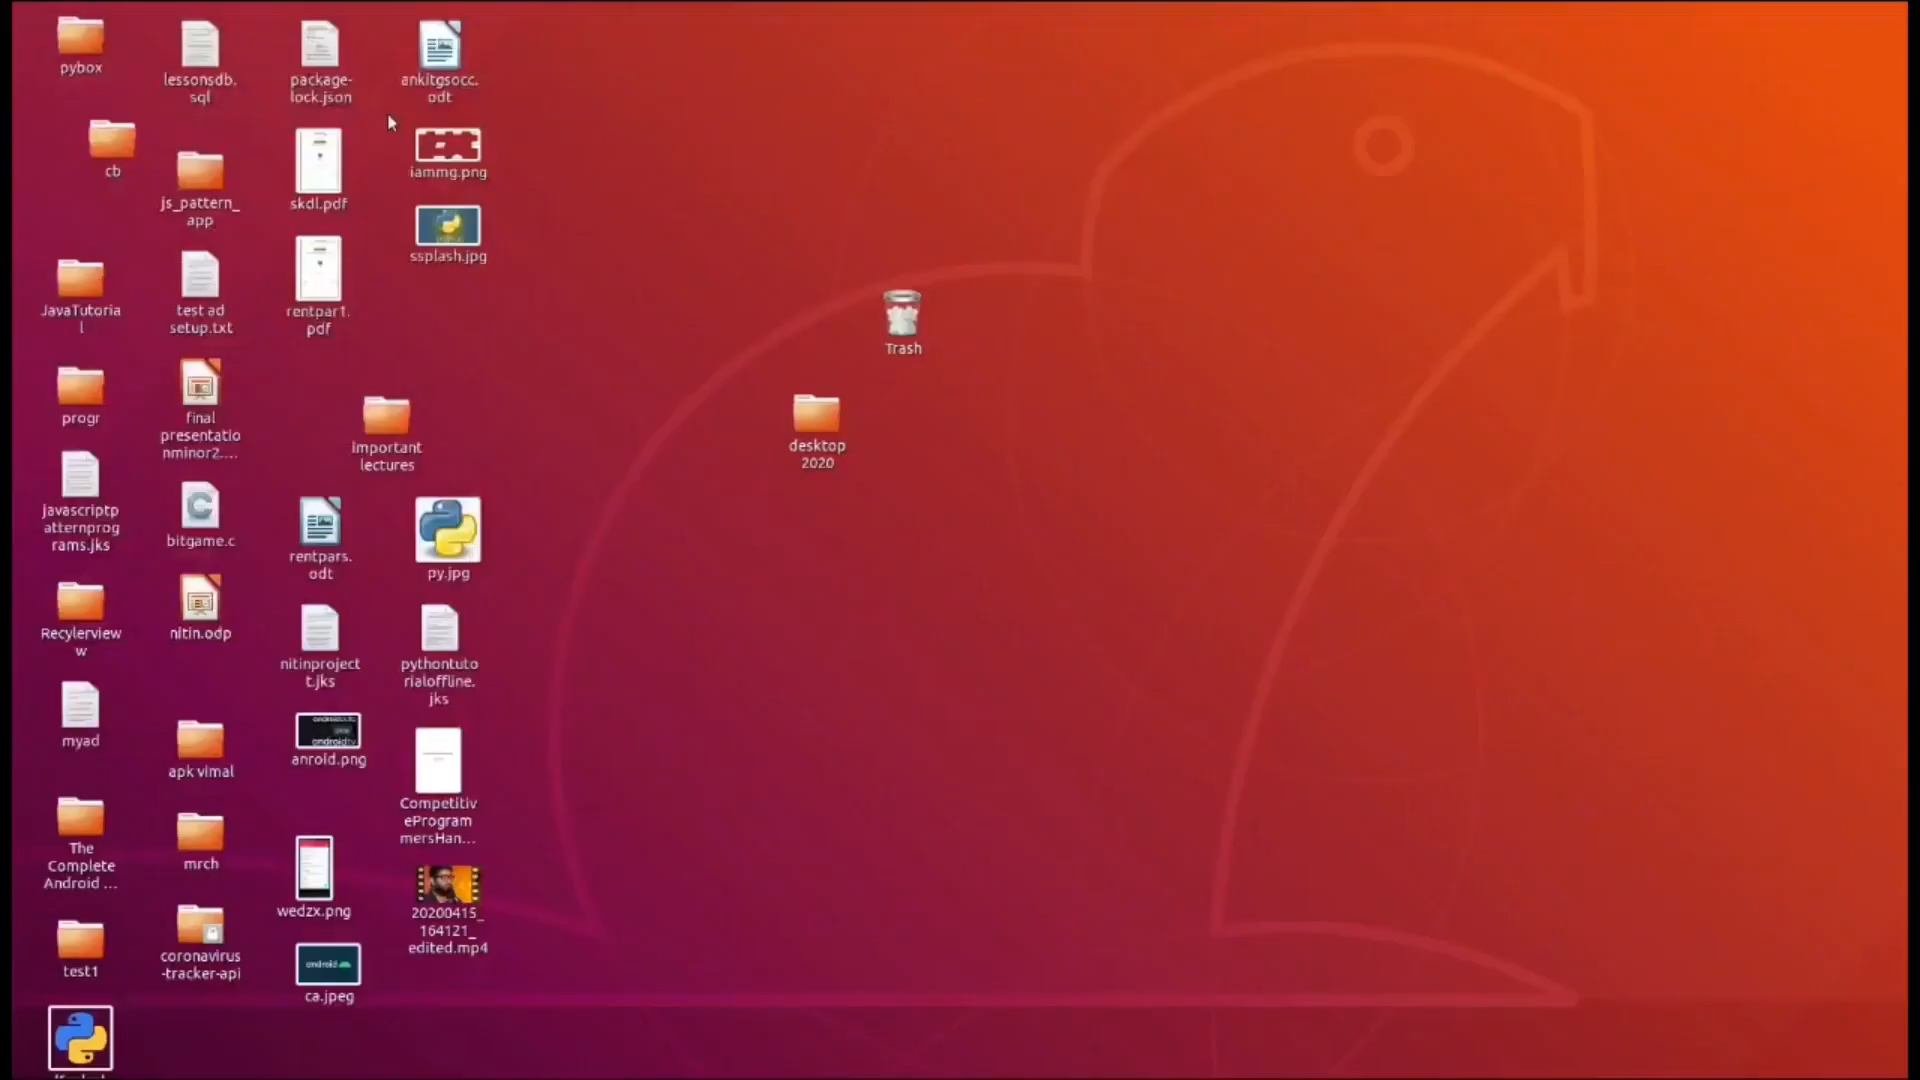 pybox
lessonsdb.
sql
package-
lock.json
ankitgsocc.
odt
cb
js_pattern_
app
skdl.pdf
iammg.png
ssplash.jpg
JavaTutoria
l
test ad
setup.txt
rentpar1.
pdf
Trash
progr
final
presentatio
nminor2....
important
lectures
desktop
2020
javascriptp
atternprog
rams.jks
bitgame.c
rentpars.
odt
py.jpg
Recylerview
w
nitin.odp
nitinproject
t.jks
pythontuto
rialoffline.
jks
myad
apk vimal
androidtv
anroid.png
Competitiv
eProgram
mersHan...
The
Complete
Android ...
mrch
wedzx.png
20200415_
164121_
edited.mp4
test1
coronavirus
-tracker-api
android
ca.jpeg